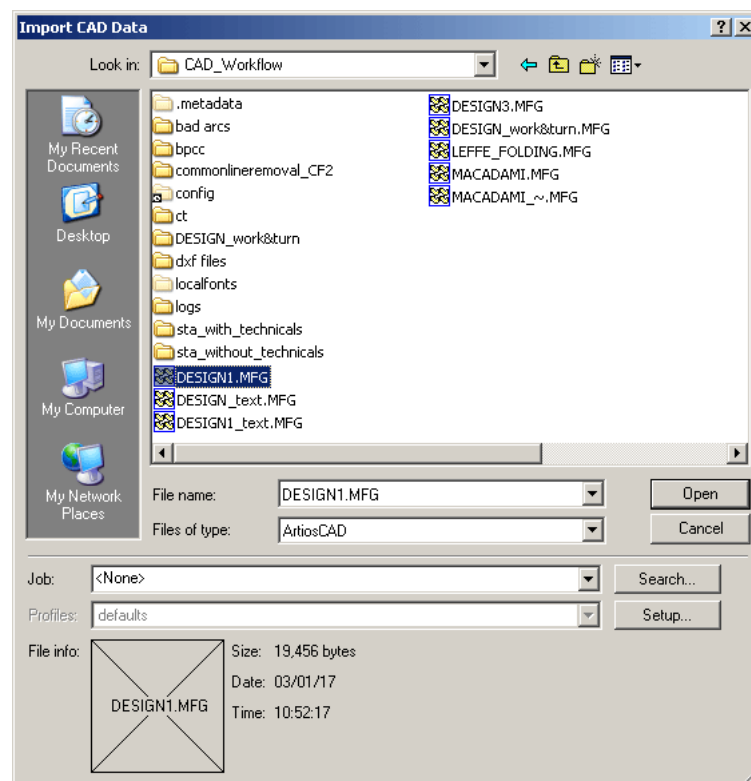 Import CAD Data
Look in: CAD_Workflow
My Recent
Documents
Desktop
My Documents
My Computer
My Network
Places
.metadata
bad arcs
bpcc
commonlineremoval_CF2
config
ct
DESIGN_work&turn
dxf files
localfonts
logs
sta_with_technicals
sta_without_technicals
DESIGN1.MFG
DESIGN_text.MFG
DESIGN1_text.MFG
DESIGN3.MFG
DESIGN_work&turn.MFG
LEFFE_FOLDING.MFG
MACADAMI.MFG
MACADAMI_~.MFG
File name: DESIGN1.MFG Open
Files of type: ArtiosCAD Cancel
Job: <None> Search...
Profiles: defaults Setup...
File info: DESIGN1.MFG
Size: 19,456 bytes
Date: 03/01/17
Time: 10:52:17